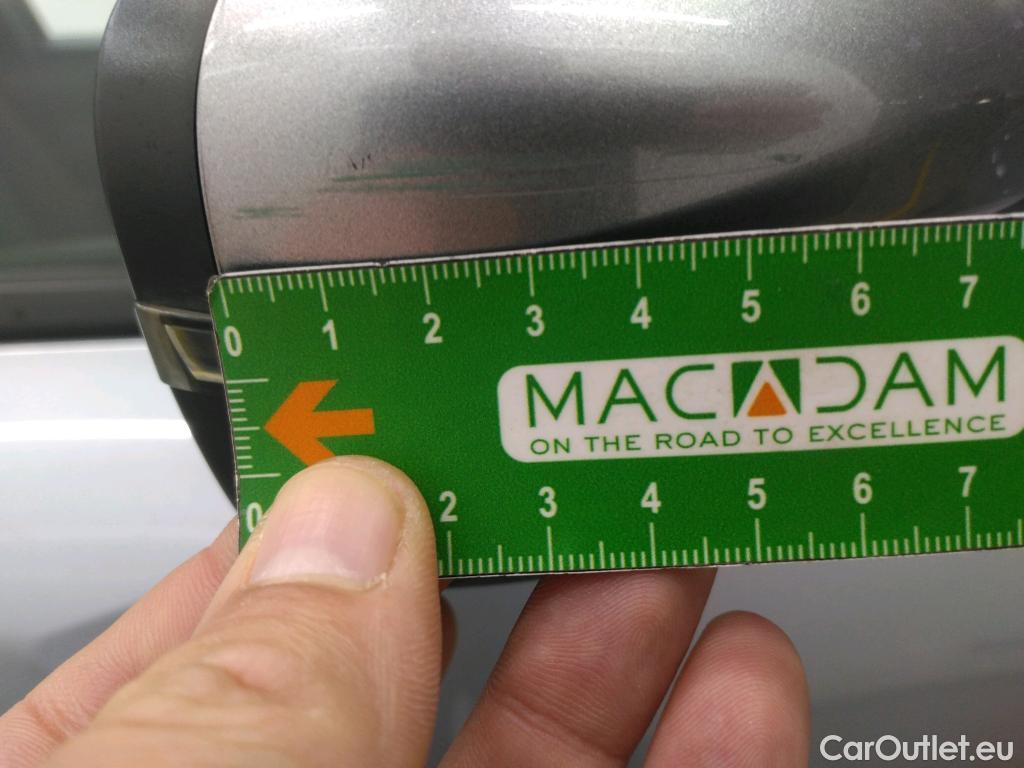 0 1 2 3 4 5 6 7
MACADAM
ON THE ROAD TO EXCELLENCE
0 2 3 4 5 6 7
CarOutlet.eu